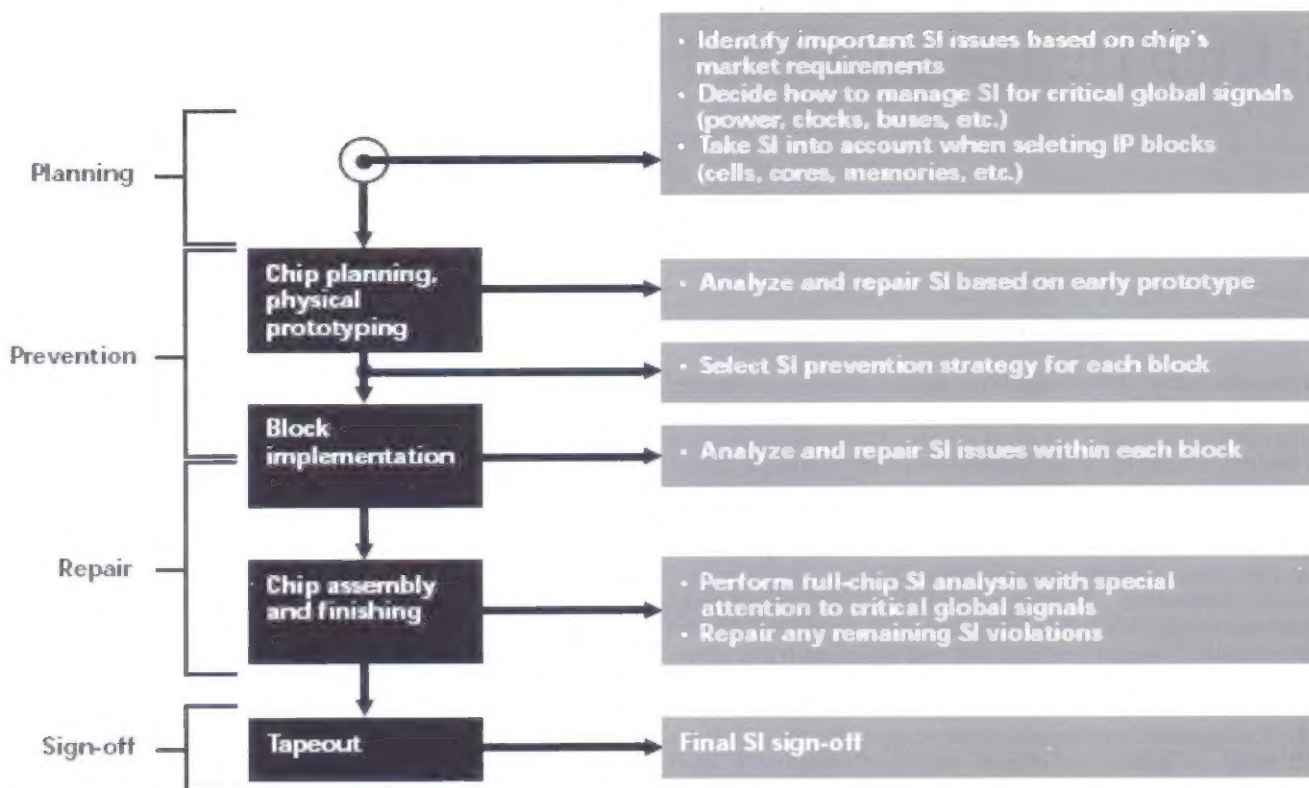 • Identify important SI issues based on chip's
market requirements
• Decide how to manage SI for critical global signals
(power, clocks, buses, etc.)
• Take SI into account when seleting IP blocks
(cells, cores, memories, etc.)
Planning
Chip planning,
physical
prototyping
• Analyze and repair SI based on early prototype
Prevention
• Select SI prevention strategy for each block
Block
implementation
• Analyze and repair SI issues within each block
Repair
Chip assembly
and finishing
• Perform full-chip SI analysis with special
attention to critical global signals
• Repair any remaining SI violations
Sign-off
Tapeout
Final SI sign-off